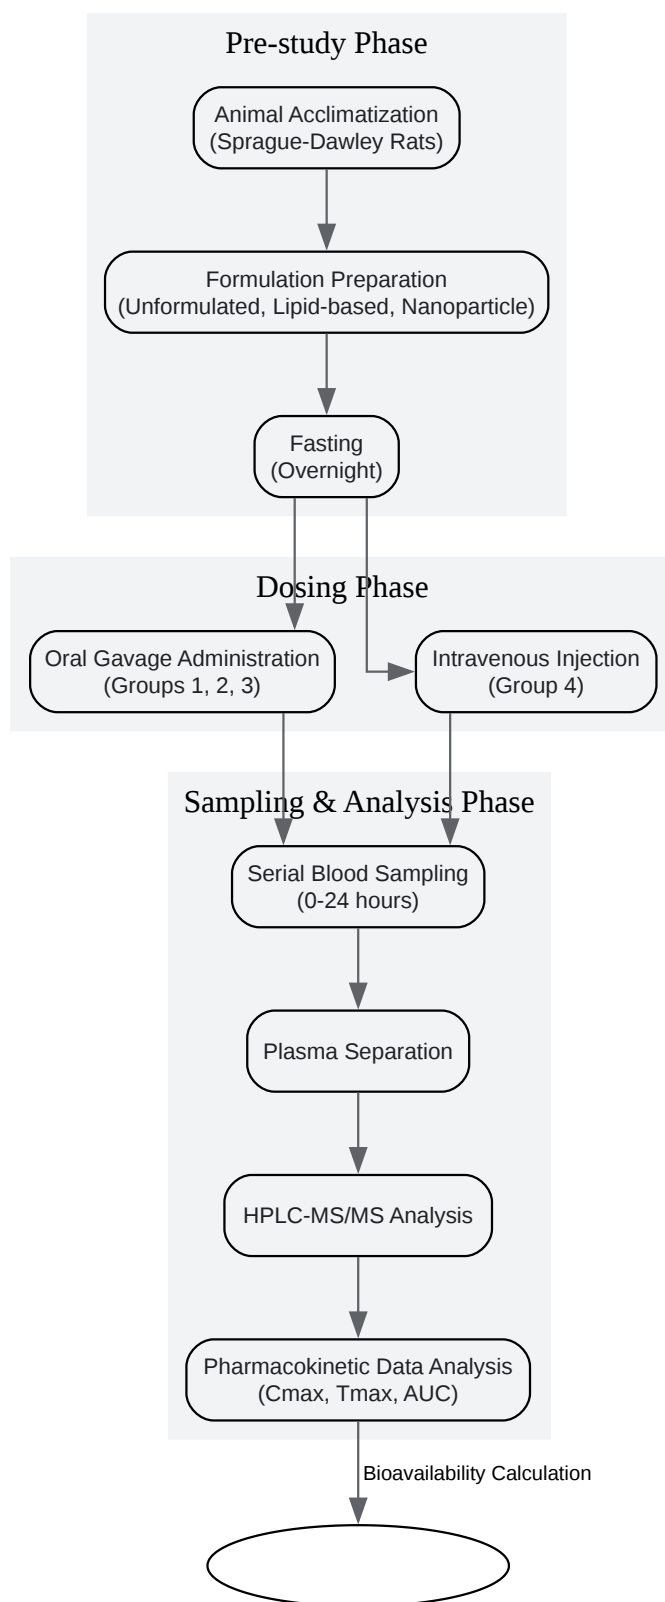 Pre-study Phase
Animal Acclimatization
(Sprague-Dawley Rats)
Formulation Preparation
(Unformulated, Lipid-based, Nanoparticle)
Fasting
(Overnight)
Dosing Phase
Oral Gavage Administration
(Groups 1, 2, 3)
Intravenous Injection
(Group 4)
Sampling & Analysis Phase
Serial Blood Sampling
(0-24 hours)
Plasma Separation
HPLC-MS/MS Analysis
Pharmacokinetic Data Analysis
(Cmax, Tmax, AUC)
Bioavailability Calculation